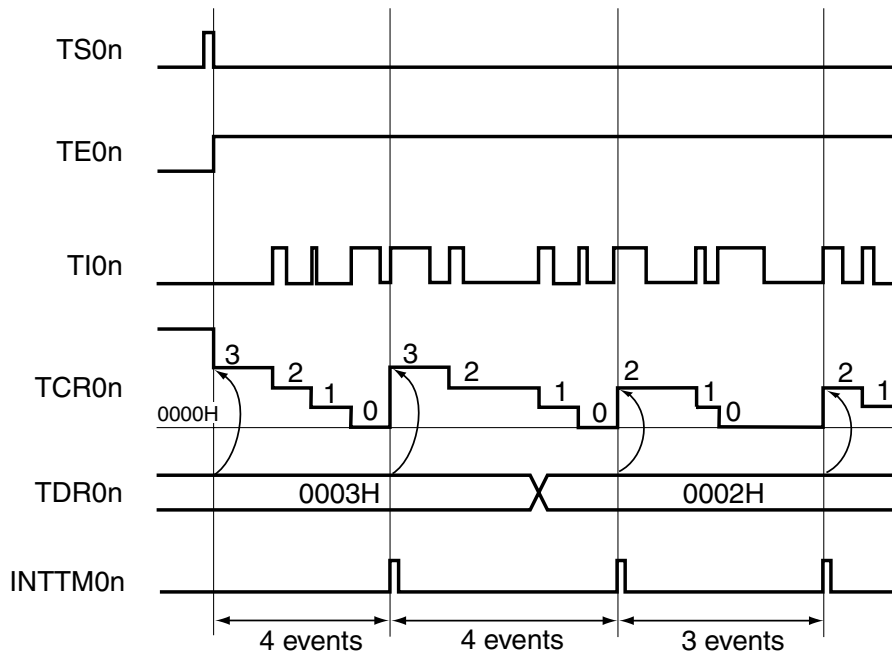 TS0n
TE0n
TI0n
TCR0n
3
2
1
0
3
2
1
0
2
1
0
2
1
0000H
TDR0n
0003H
0002H
INTTM0n
4 events
4 events
3 events